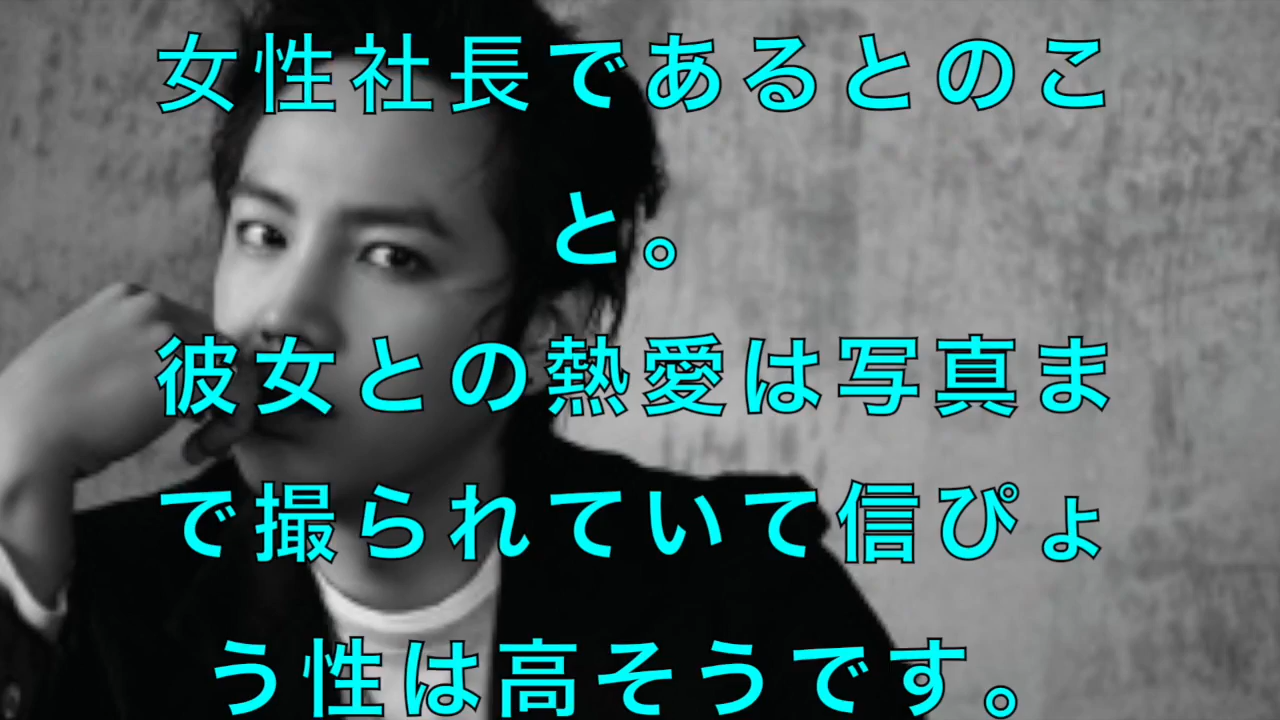 女性社長であるとのこ
と。
彼女との熱愛は写真ま
で撮られていて信ぴょ
う性は高そうです。